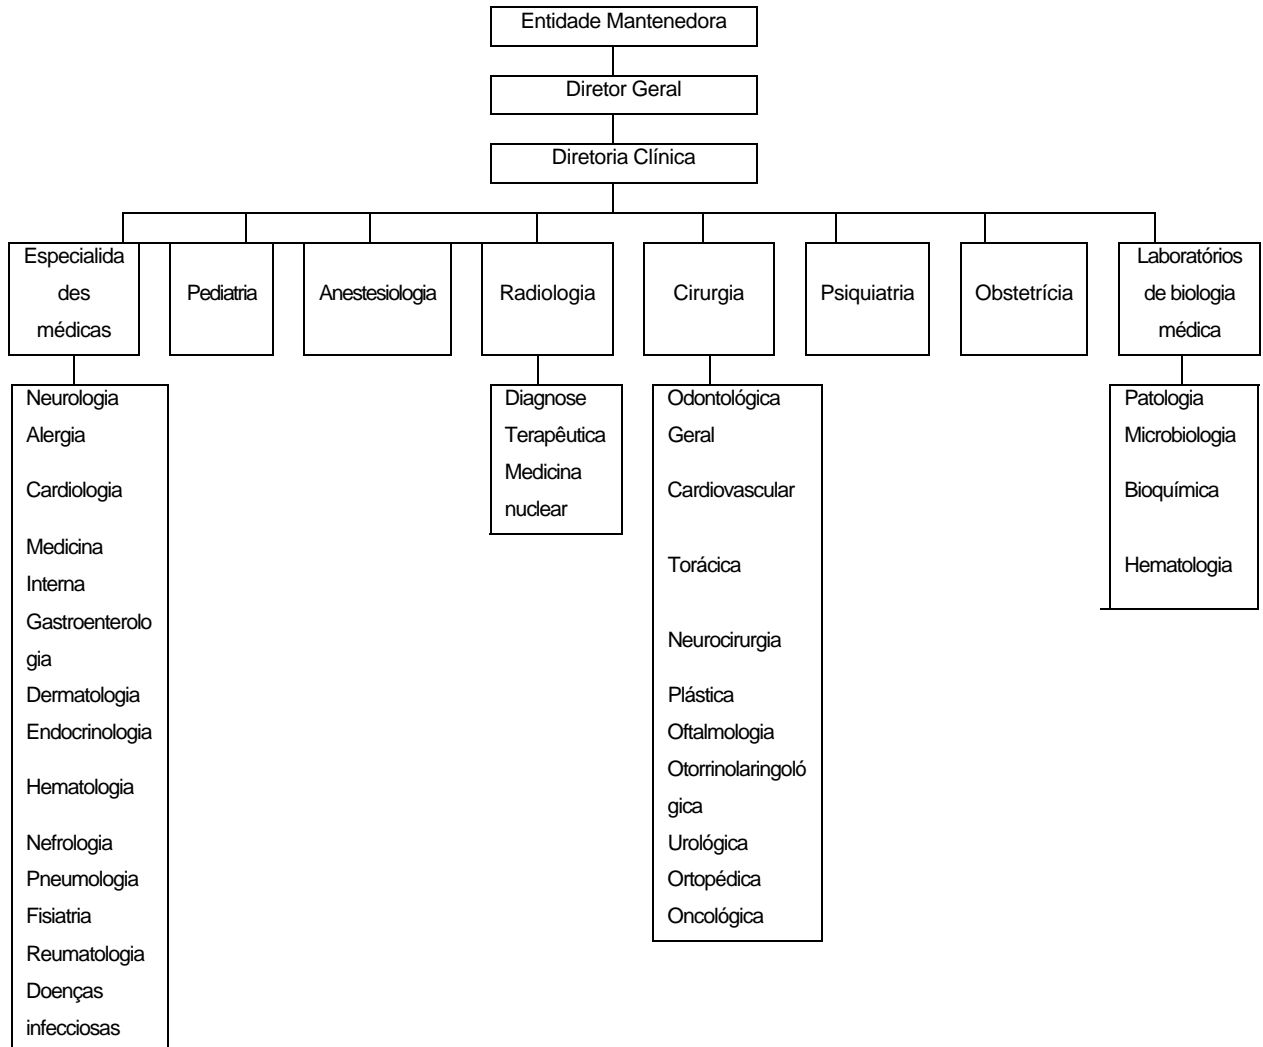 Entidade Mantenedora
Diretor Geral
Diretoria Clínica
Especialida
des
médicas
Pediatria
Anestesiologia
Radiologia
Cirurgia
Psiquiatria
Obstetrícia
Laboratórios
de biologia
médica
Neurologia
Alergia
Cardiologia
Medicina
Interna
Gastroenterolo
gia
Dermatologia
Endocrinologia
Hematologia
Nefrologia
Pneumologia
Fisiatria
Reumatologia
Doenças
infecciosas
Diagnose
Terapêutica
Medicina
nuclear
Odontológica
Geral
Cardiovascular
Torácica
Neurocirurgia
Plástica
Oftalmologia
Otorrinolaringoló
gica
Urológica
Ortopédica
Oncológica
Patologia
Microbiologia
Bioquímica
Hematologia